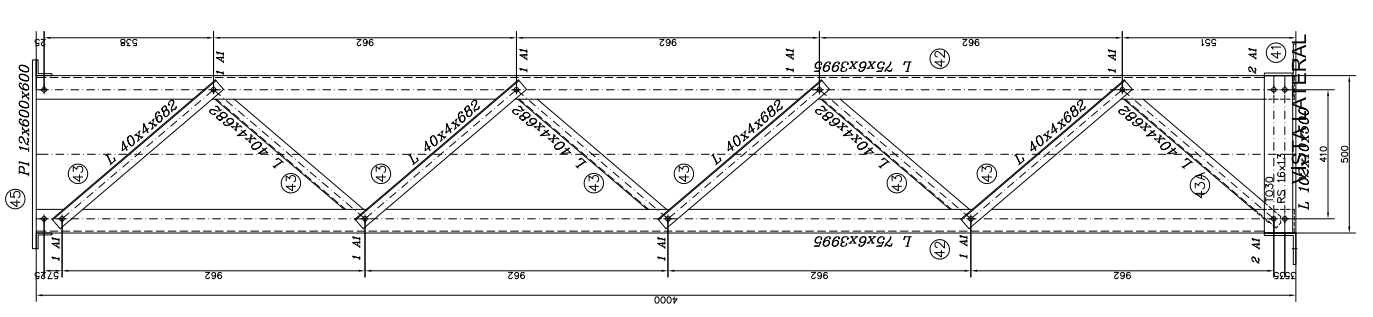 25
538
962
962
962
551
1 A1
1 A1
1 A1
1 A1
2 A1
41
42
L 75x6x3995
Pl 12x600x600
45
L 40x4x682
L 40x4x682
L 40x4x682
L 40x4x682
L 40x4x682
L 40x4x682
L 40x4x682
L 40x4x682
43
43
43
43
43
43
43
43A
1030
RS 16x13
VISTA LATERAL
410
500
L 75x6x3995
42
1 A1
1 A1
1 A1
1 A1
2 A1
5725
962
962
962
962
3535
4000